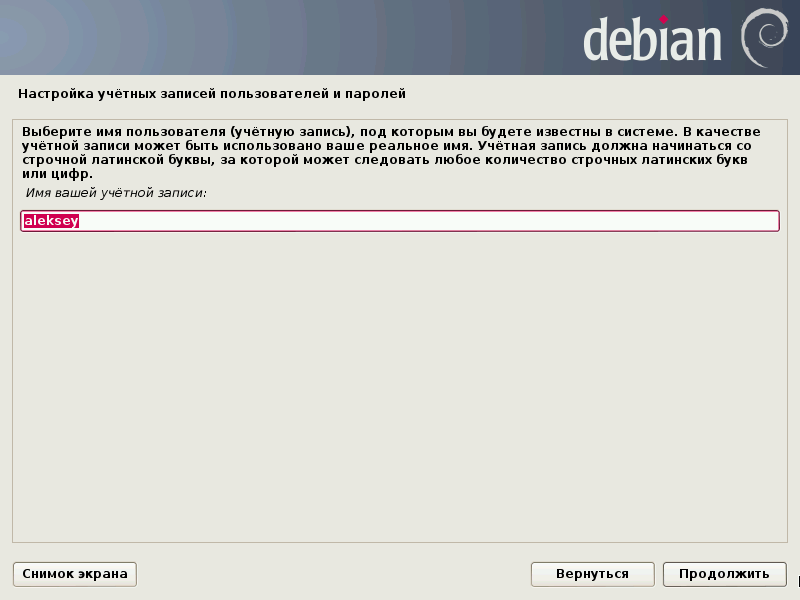 debian
Настройка учётных записей пользователей и паролей
Выберите имя пользователя (учётную запись), под которым вы будете известны в системе. В качестве
учётной записи может быть использовано ваше реальное имя. Учётная запись должна начинаться со
строчной латинской буквы, за которой может следовать любое количество строчных латинских букв
или цифр.
Имя вашей учётной записи:
aleksey
Снимок экрана
Вернуться
Продолжить